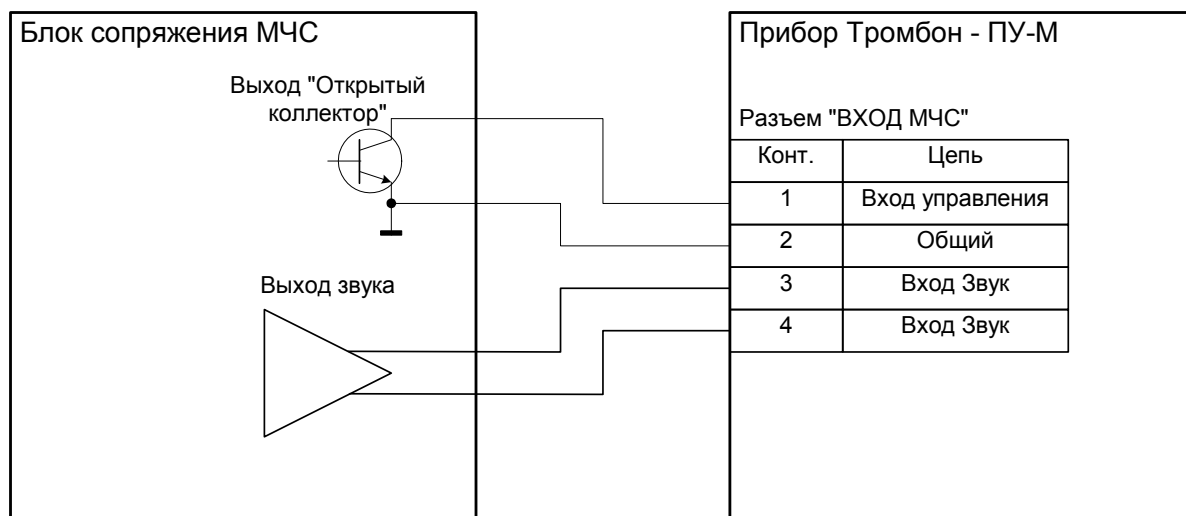 Блок сопряжения МЧС
Выход "Открытый
коллектор"
Выход звука
Прибор Тромбон - ПУ-М
Разъем "ВХОД МЧС"
Конт. Цепь
1 Вход управления
2 Общий
3 Вход Звук
4 Вход Звук